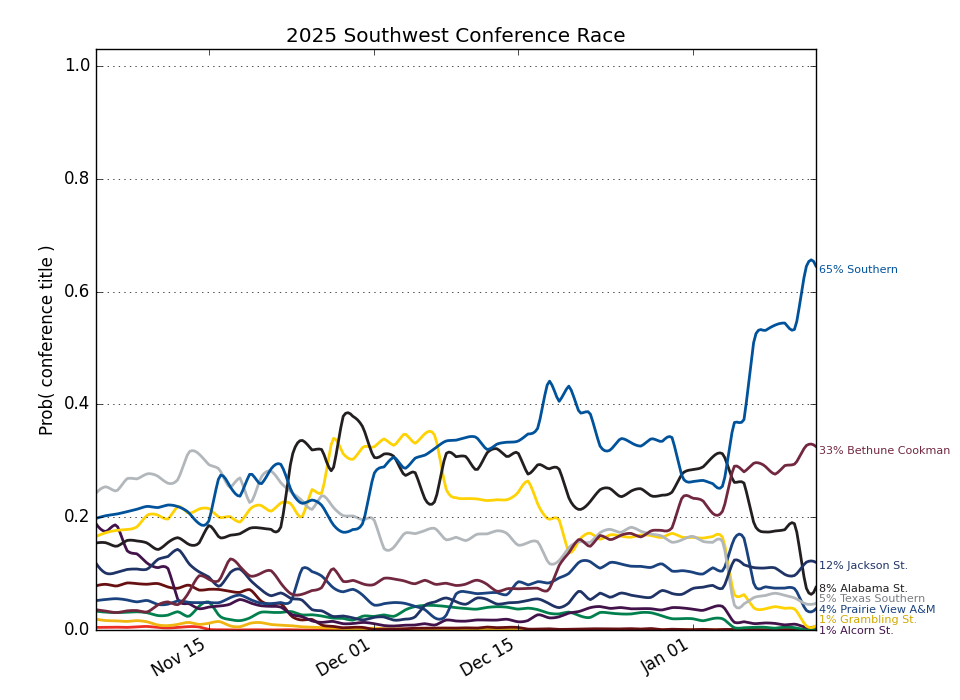 2025 Southwest Conference Race
Prob( conference title )
1.0
0.8
0.6
0.4
0.2
0.0
Nov 15
Dec 01
Dec 15
Jan 01
65% Southern
33% Bethune Cookman
12% Jackson St.
8% Alabama St.
5% Texas Southern
4% Prairie View A&M
1% Grambling St.
1% Alcorn St.